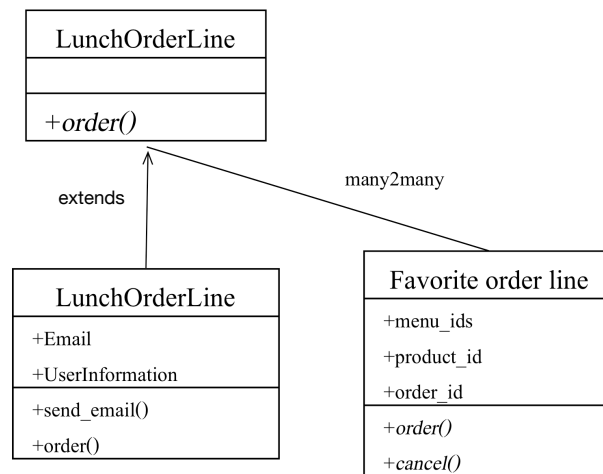 LunchOrderLine
+order()
many2many
extends
LunchOrderLine
+Email
+UserInformation
+send_email()
+order()
Favorite order line
+menu_ids
+product_id
+order_id
+order()
+cancel()